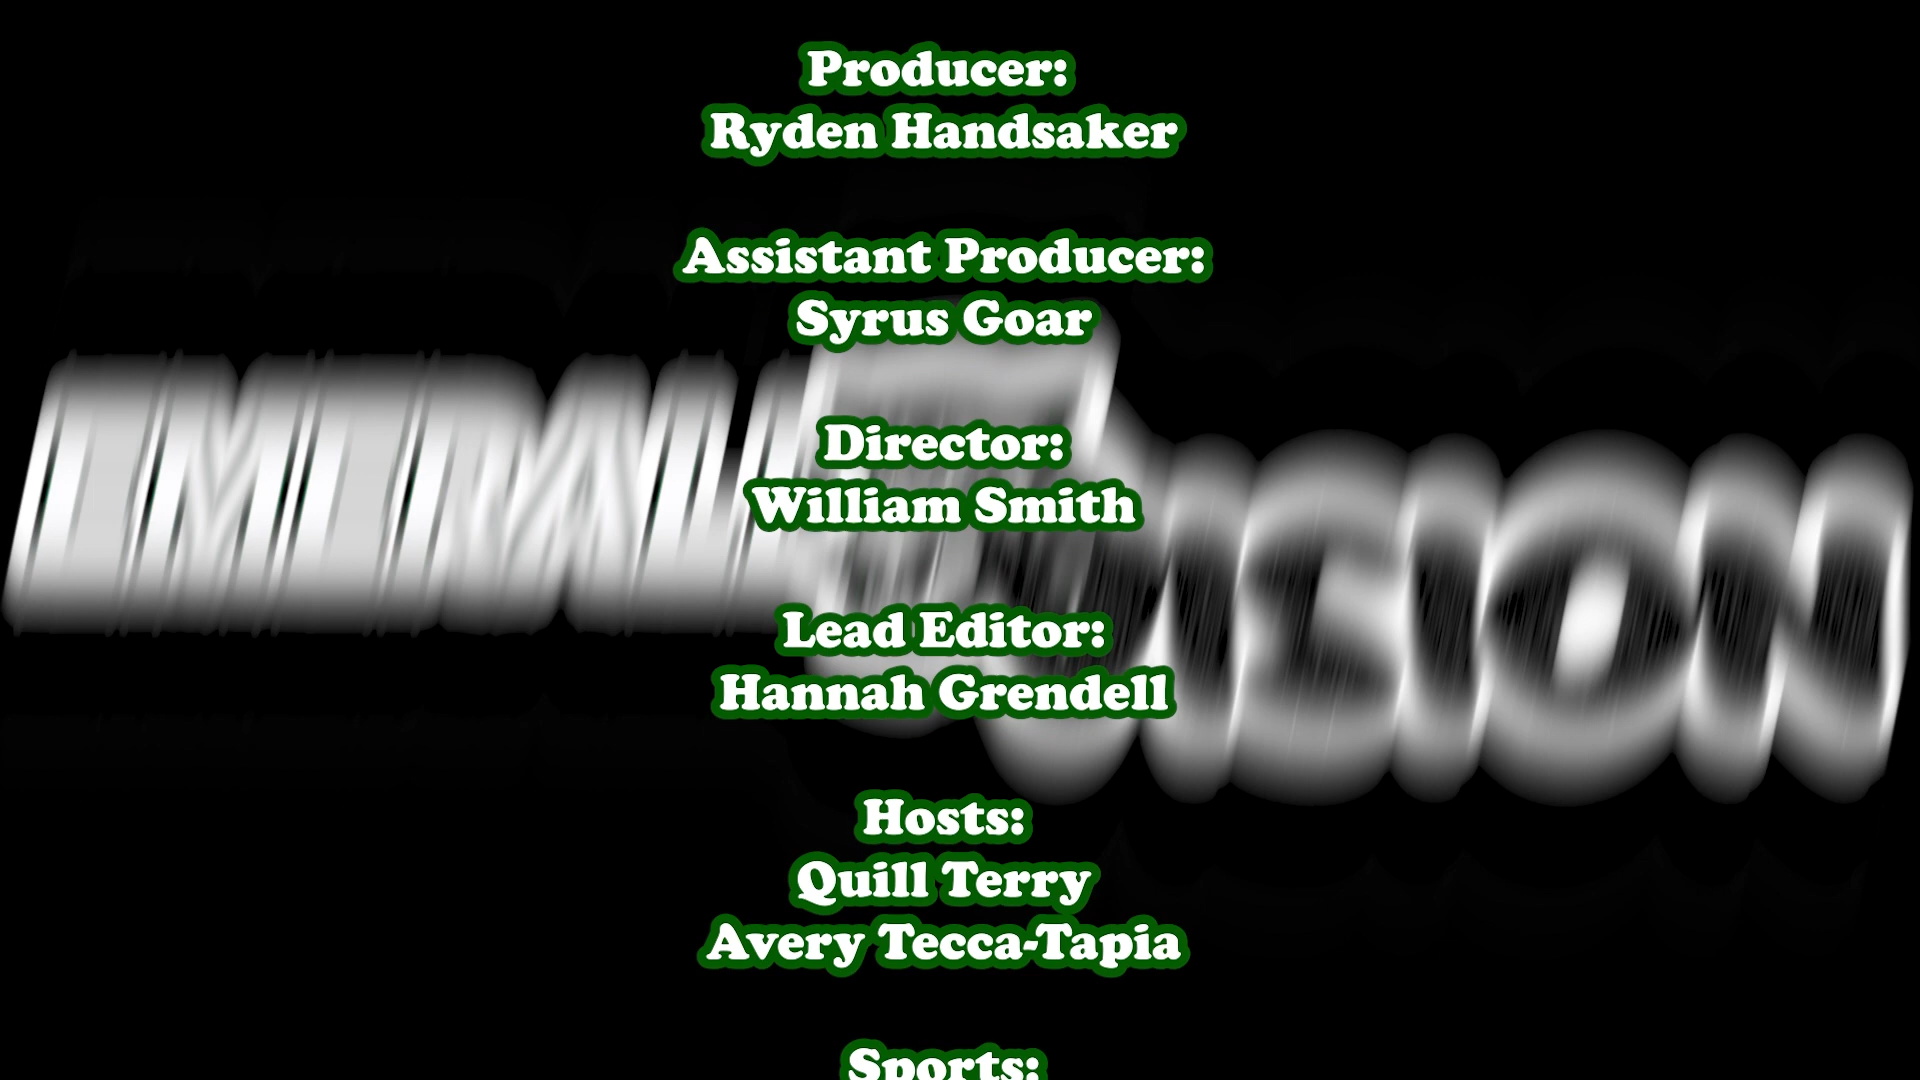 Producer:
Ryden Handsaker
Assistant Producer:
Syrus Goar
Director:
William Smith
Lead Editor:
Hannah Grendell
Hosts:
Quill Terry
Avery Tecca-Tapia
Sports: